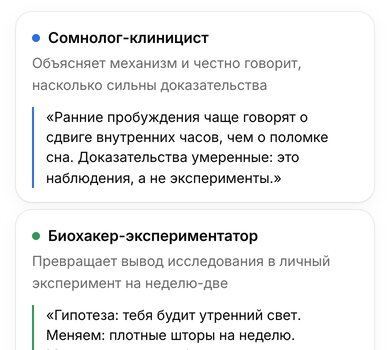 Сомнолог-клиницист
Объясняет механизм и честно говорит,
насколько сильны доказательства
«Ранние пробуждения чаще говорят о
сдвиге внутренних часов, чем о поломке
сна. Доказательства умеренные: это
наблюдения, а не эксперименты.»
Биохакер-экспериментатор
Превращает вывод исследования в личный
эксперимент на неделю-две
«Гипотеза: тебя будит утренний свет.
Меняем: плотные шторы на неделю.